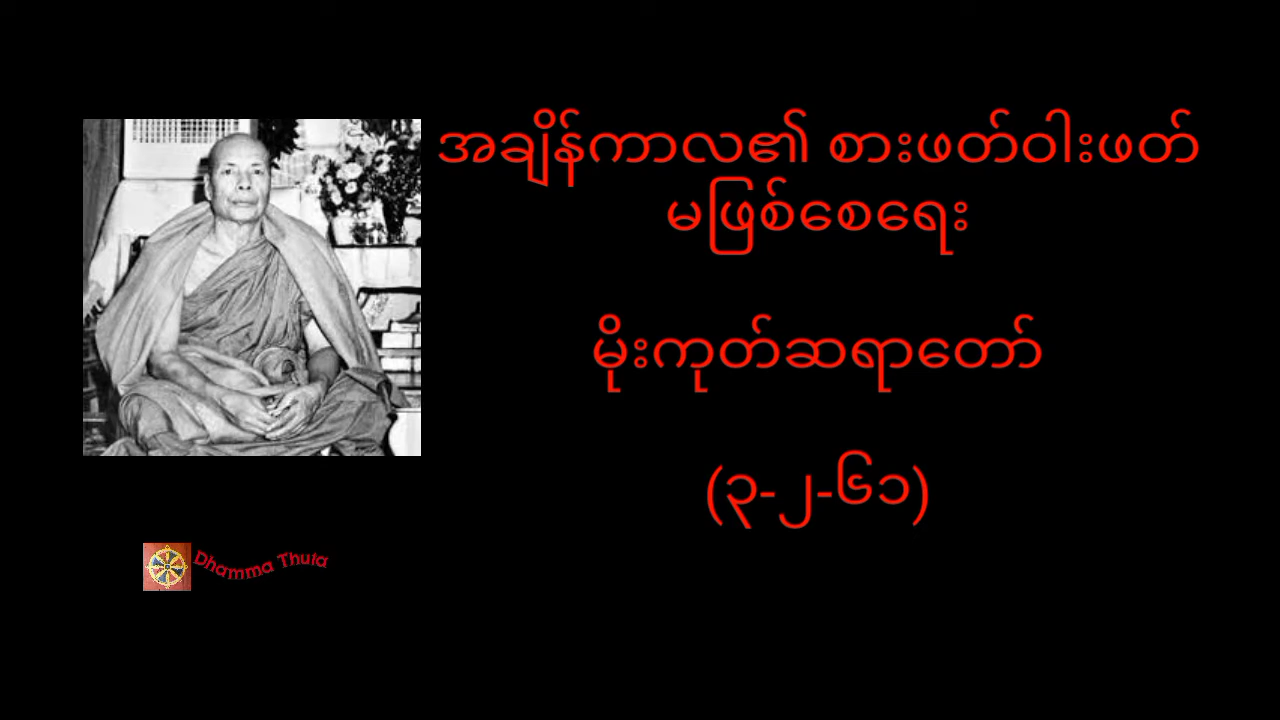 အချိန်ကာလ၏ စားဖတ်ဝါးဖတ်
မဖြစ်စေရေး
မိုးကုတ်ဆရာတော်
(၃-၂-၆၁)
Dhamma Thuta